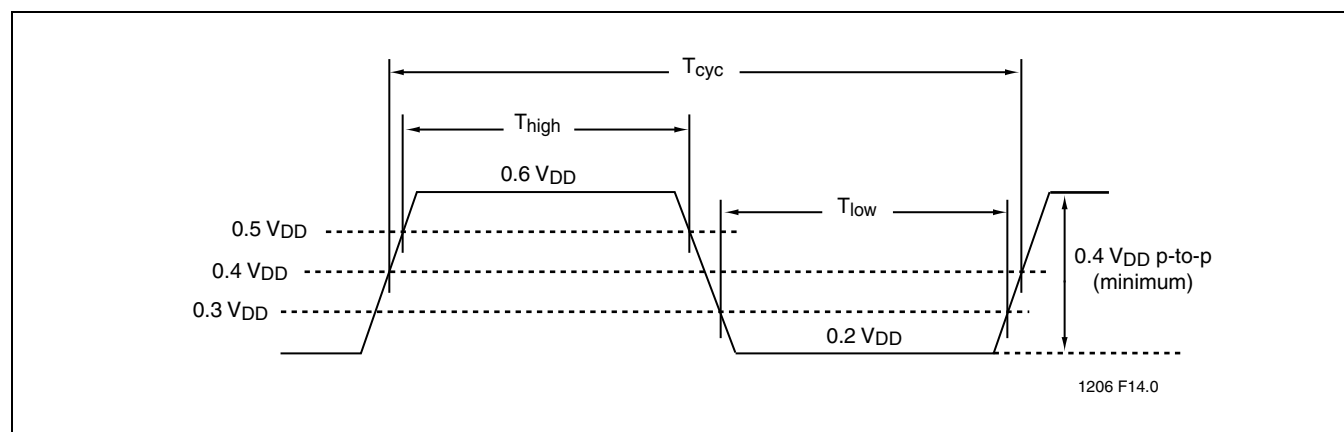 Tcyc
Thigh
0.6 VDD
Tlow
0.5 VDD
0.4 VDD
0.4 VDD p-to-p
(minimum)
0.3 VDD
0.2 VDD
1206 F14.0